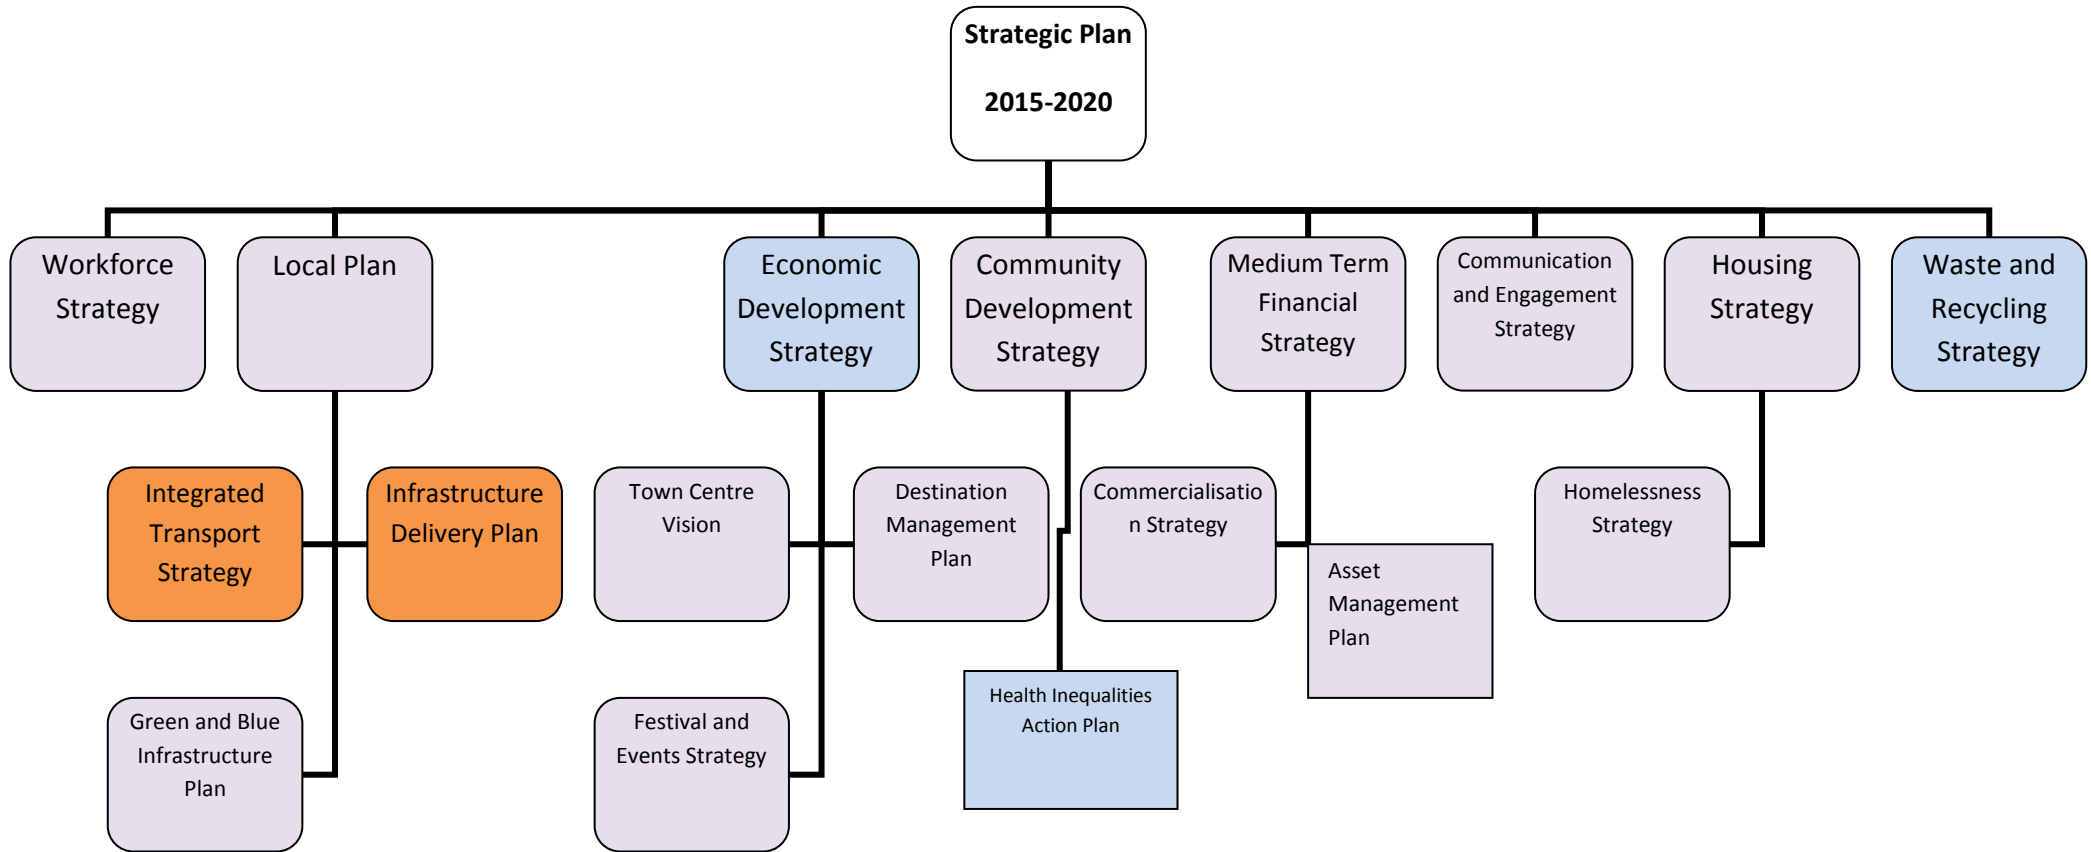 Strategic Plan
2015-2020
Workforce
Strategy
Local Plan
Economic
Development
Strategy
Community
Development
Strategy
Medium Term
Financial
Strategy
Communication
and Engagement
Strategy
Housing
Strategy
Waste and
Recycling
Strategy
Integrated
Transport
Strategy
Infrastructure
Delivery Plan
Town Centre
Vision
Destination
Management
Plan
Commercialisatio
n Strategy
Asset
Management
Plan
Homelessness
Strategy
Green and Blue
Infrastructure
Plan
Festival and
Events Strategy
Health Inequalities
Action Plan